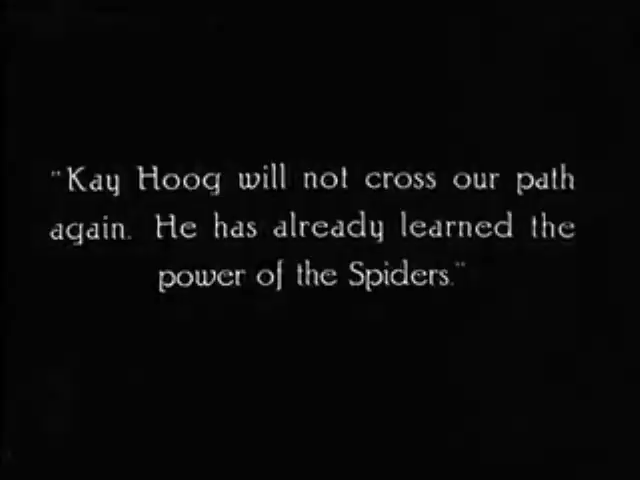 "Kay Hoog will not cross our path
again. He has already learned the
power of the Spiders."